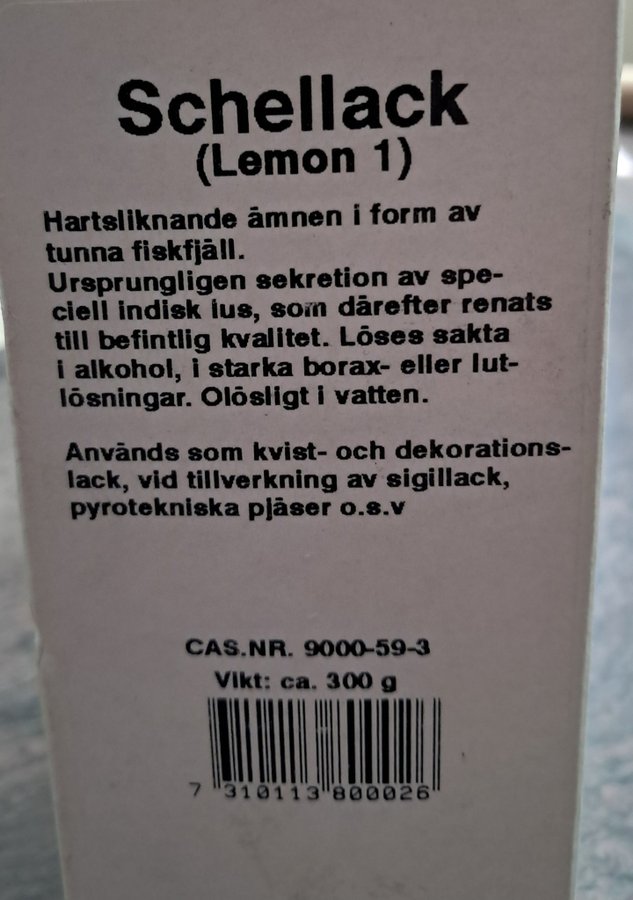 Schellack
(Lemon 1)
Hartsliknande ämnen i form av
tunna fiskfjäll.
Ursprungligen sekretion av spe-
ciell indisk lus, som därefter renats
till befintlig kvalitet. Löses sakta
i alkohol, i starka borax- eller lut-
lösningar. Olösligt i vatten.
Används som kvist- och dekorations-
lack, vid tillverkning av sigillack,
pyrotekniska pjäser o.s.v
CAS.NR. 9000-59-3
Vikt: ca. 300 g
7 310113 800026